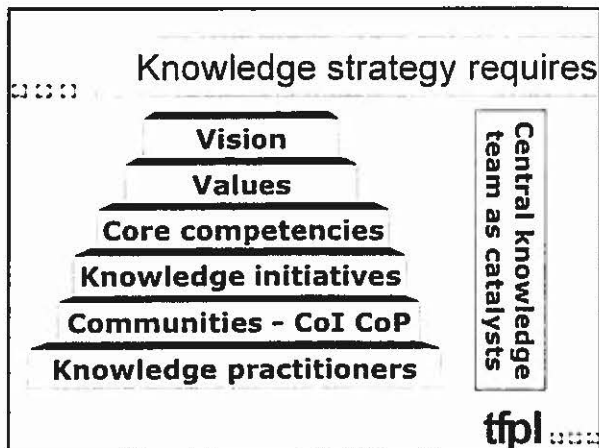 Knowledge strategy requires
Vision
Values
Core competencies
Knowledge initiatives
Communities - CoI CoP
Knowledge practitioners
Central knowledge
team as catalysts
tfpl